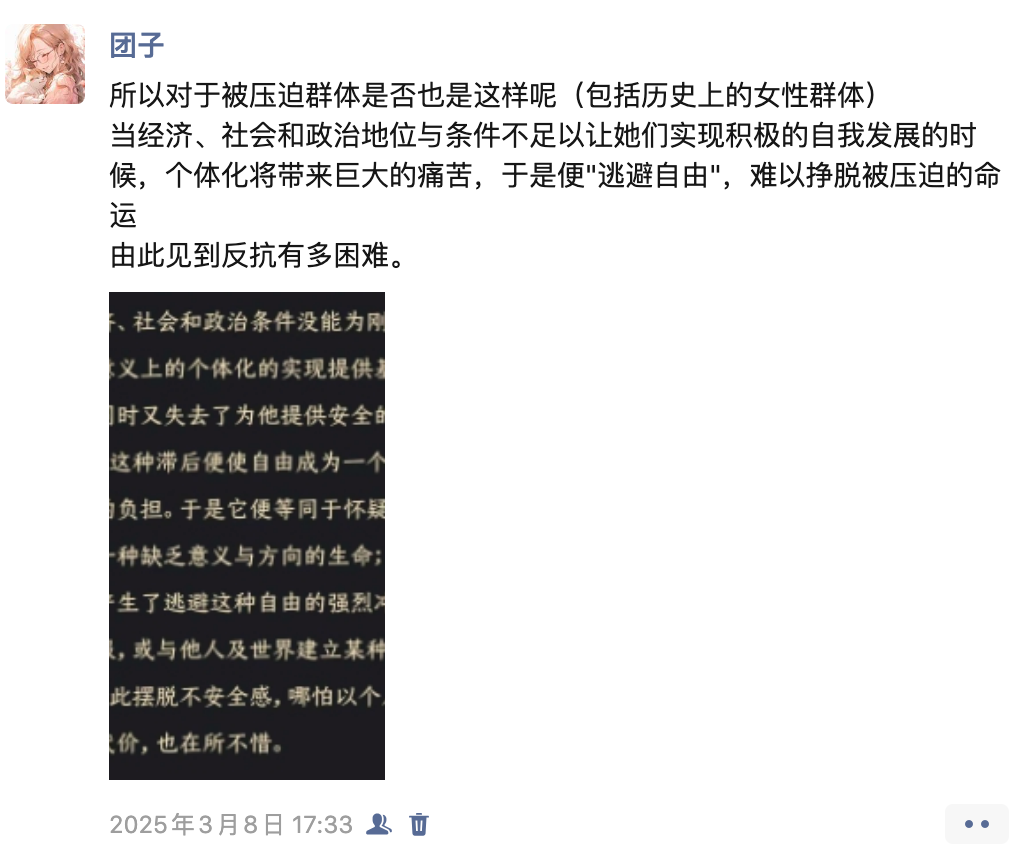 团子
所以对于被压迫群体是否也是这样呢（包括历史上的女性群体）
当经济、社会和政治地位与条件不足以让她们实现积极的自我发展的时
候，个体化将带来巨大的痛苦，于是便"逃避自由"，难以挣脱被压迫的命
运
由此见到反抗有多困难。
、社会和政治条件没能为刚
义上的个体化的实现提供
时又失去了为他提供安全的
这种滞后便使自由成为一个
负担。于是它便等同于怀疑
种缺乏意义与方向的生命；
生了逃避这种自由的强烈
，或与他人及世界建立某种
此摆脱不安全感，哪怕以个
价，也在所不惜。
2025年3月8日 17:33